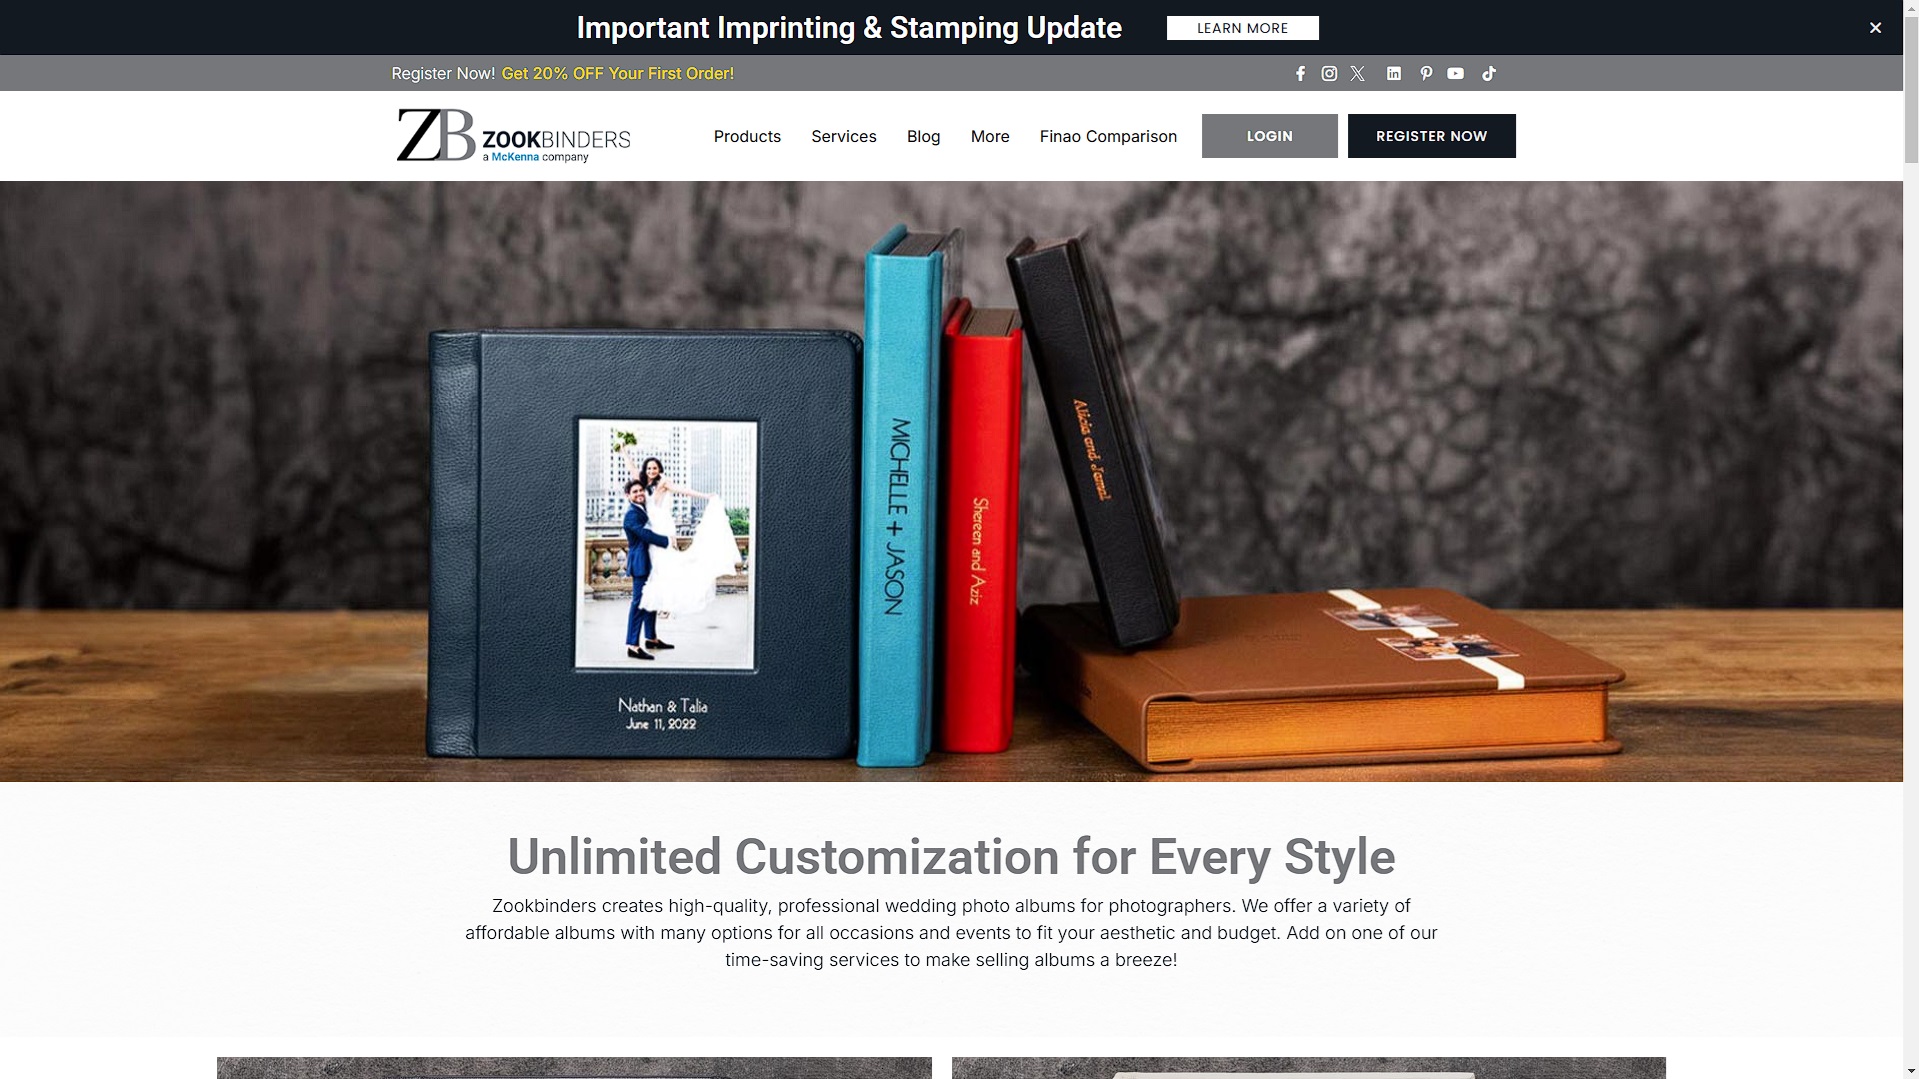 Important Imprinting & Stamping Update
LEARN MORE
Register Now! Get 20% OFF Your First Order!
ZB ZOOKBINDERS
a McKenna company
Products
Services
Blog
More
Finao Comparison
LOGIN
REGISTER NOW
Nathan & Talia
June 11, 2022
MICHELLE + JASON
Shereen and Aziz
Alicia and Jamal
Unlimited Customization for Every Style
Zookbinders creates high-quality, professional wedding photo albums for photographers. We offer a variety of
affordable albums with many options for all occasions and events to fit your aesthetic and budget. Add on one of our
time-saving services to make selling albums a breeze!